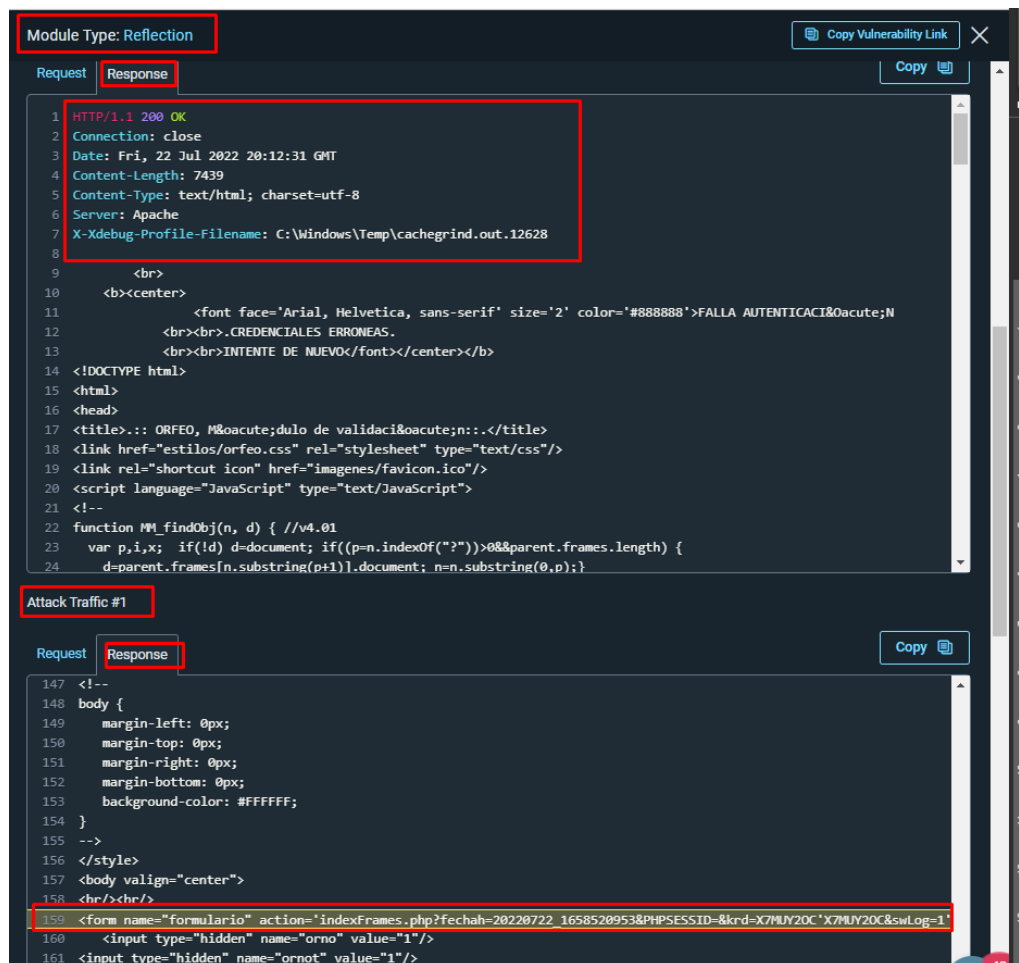 Module Type: Reflection
Copy Vulnerability Link
Request
Response
Copy
1 HTTP/1.1 200 OK
2 Connection: close
3 Date: Fri, 22 Jul 2022 20:12:31 GMT
4 Content-Length: 7439
5 Content-Type: text/html; charset=utf-8
6 Server: Apache
7 X-Xdebug-Profile-Filename: C:\Windows\Temp\cachegrind.out.12628
8
9 <br>
10 <b><center>
11 <font face='Arial, Helvetica, sans-serif' size='2' color='#888888'>FALLA AUTENTICACI&Oacute;N
12 <br><br>.CREDENCIALES ERRONEAS.
13 <br><br>INTENTE DE NUEVO</font></center></b>
14 <!DOCTYPE html>
15 <html>
16 <head>
17 <title>.:: ORFEO, M&oacute;dulo de validaci&oacute;n::.</title>
18 <link href="estilos/orfeo.css" rel="stylesheet" type="text/css"/>
19 <link rel="shortcut icon" href="imagenes/favicon.ico"/>
20 <script language="JavaScript" type="text/JavaScript">
21 <!--
22 function MM_findObj(n, d) { //v4.01
23 var p,i,x; if(!d) d=document; if((p=n.indexOf("?"))>0&&parent.frames.length) {
24 d=parent.frames[n.substring(p+1)].document; n=n.substring(0,p);}
Attack Traffic #1
Request
Response
Copy
147 <!--
148 body {
149 margin-left: 0px;
150 margin-top: 0px;
151 margin-right: 0px;
152 margin-bottom: 0px;
153 background-color: #FFFFFF;
154 }
155 -->
156 </style>
157 <body valign="center">
158 <br/><br/>
159 <form name="formulario" action='indexFrames.php?fechah=20220722_1658520953&PHPSESSID=&krd=X7MUY2OC'X7MUY2OC&swLog=1'
160 <input type="hidden" name="orno" value="1"/>
161 <input type="hidden" name="ornot" value="1"/>